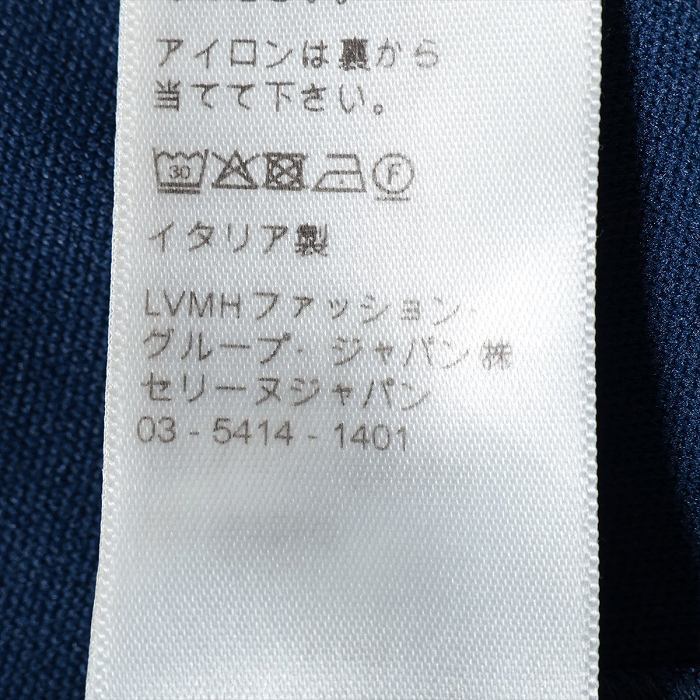 アイロンは裏から
当てて下さい。
30 F
イタリア製
LVMHファッション・
グループ・ジャパン㈱
セリーヌジャパン
03 - 5414 - 1401